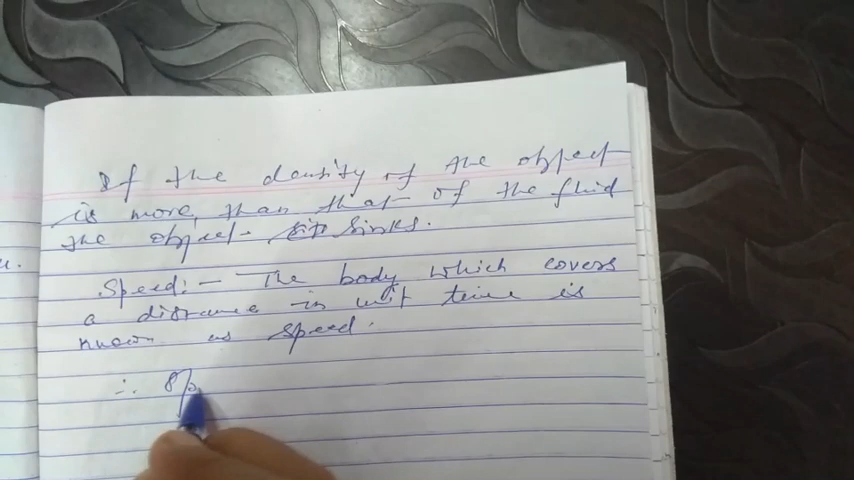 If the density of the object
is more, than that of the fluid
the object sinks.
u.
Speed:- The body which covers
a distance in unit time is
known as speed.
∴ Sp